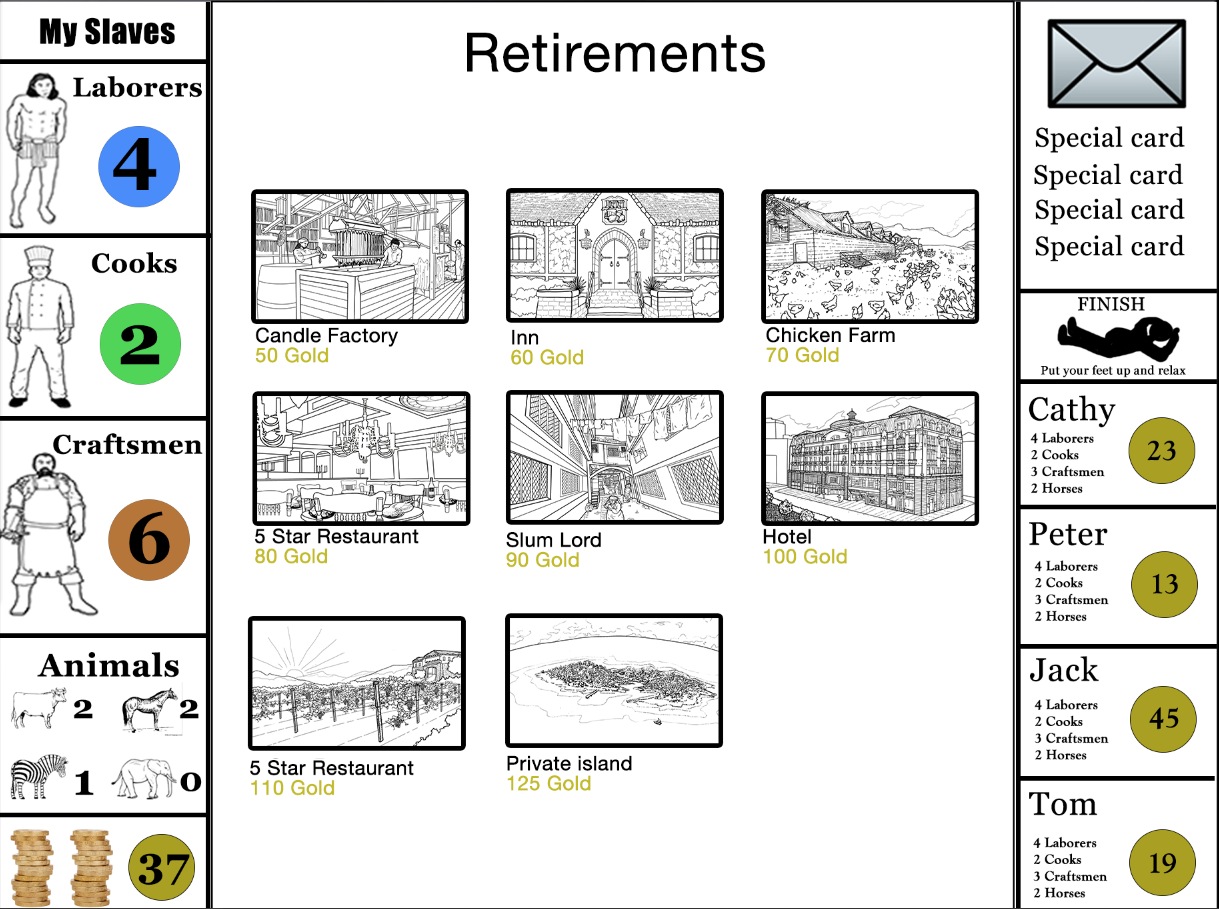 My Slaves
Laborers
4
Cooks
2
Craftsmen
6
Animals
2
2
1
0
37
Retirements
INN
Candle Factory
50 Gold
Inn
60 Gold
Chicken Farm
70 Gold
5 Star Restaurant
80 Gold
Slum Lord
90 Gold
Hotel
100 Gold
5 Star Restaurant
110 Gold
Private island
125 Gold
Special card
Special card
Special card
Special card
FINISH
Put your feet up and relax
Cathy
4 Laborers
2 Cooks
3 Craftsmen
2 Horses
23
Peter
4 Laborers
2 Cooks
3 Craftsmen
2 Horses
13
Jack
4 Laborers
2 Cooks
3 Craftsmen
2 Horses
45
Tom
4 Laborers
2 Cooks
3 Craftsmen
2 Horses
19